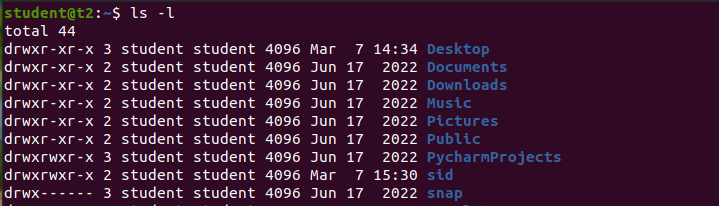 student@t2:~$ ls -l
total 44
drwxr-xr-x 3 student student 4096 Mar  7 14:34 Desktop
drwxr-xr-x 2 student student 4096 Jun 17  2022 Documents
drwxr-xr-x 2 student student 4096 Jun 17  2022 Downloads
drwxr-xr-x 2 student student 4096 Jun 17  2022 Music
drwxr-xr-x 2 student student 4096 Jun 17  2022 Pictures
drwxr-xr-x 2 student student 4096 Jun 17  2022 Public
drwxrwxr-x 3 student student 4096 Jun 17  2022 PycharmProjects
drwxrwxr-x 2 student student 4096 Mar  7 15:30 sid
drwx------ 3 student student 4096 Jun 17  2022 snap